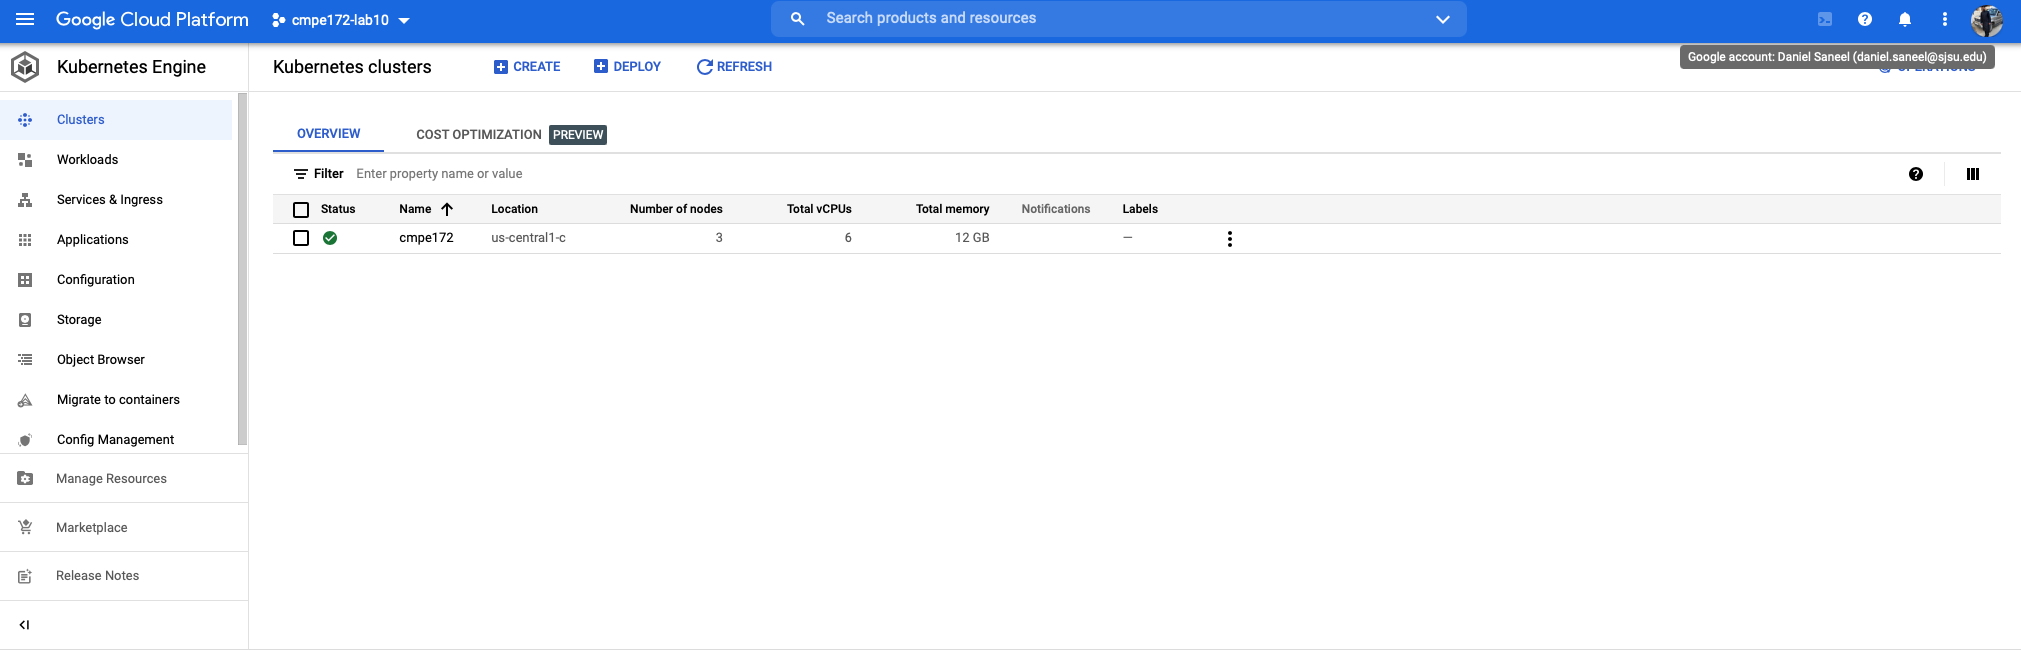 Google Cloud Platform cmpe172-lab10 Search products and resources
Google account: Daniel Saneel (daniel.saneel@sjsu.edu)
Kubernetes Engine
Kubernetes clusters CREATE DEPLOY REFRESH OPERATIONS
Clusters
Workloads
Services & Ingress
Applications
Configuration
Storage
Object Browser
Migrate to containers
Config Management
Manage Resources
Marketplace
Release Notes
OVERVIEW COST OPTIMIZATION PREVIEW
Filter Enter property name or value
Status Name Location Number of nodes Total vCPUs Total memory Notifications Labels
cmpe172 us-central1-c 3 6 12 GB —